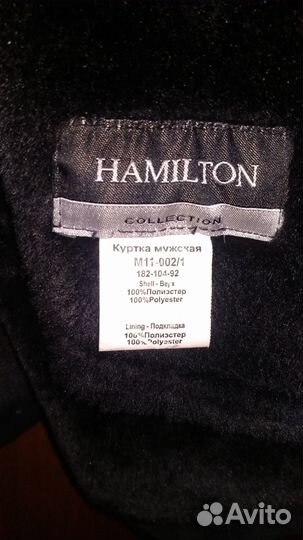 HAMILTON
COLLECTION
Куртка мужская
М11-002/1
182-104-92
Shell - Верх
100%Полиэстер
100%Polyester
Lining - Подкладка
100%Полиэстер
100%Polyester
Avito